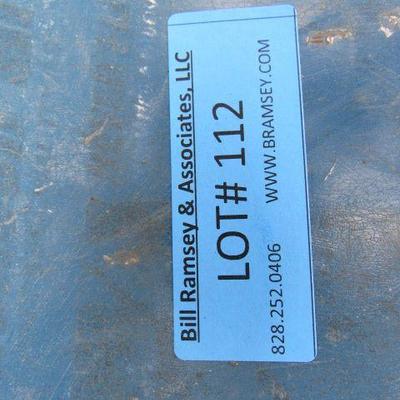 Bill Ramsey & Associates, LLC
LOT# 112
828.252.0406 WWW.BRAMSEY.COM